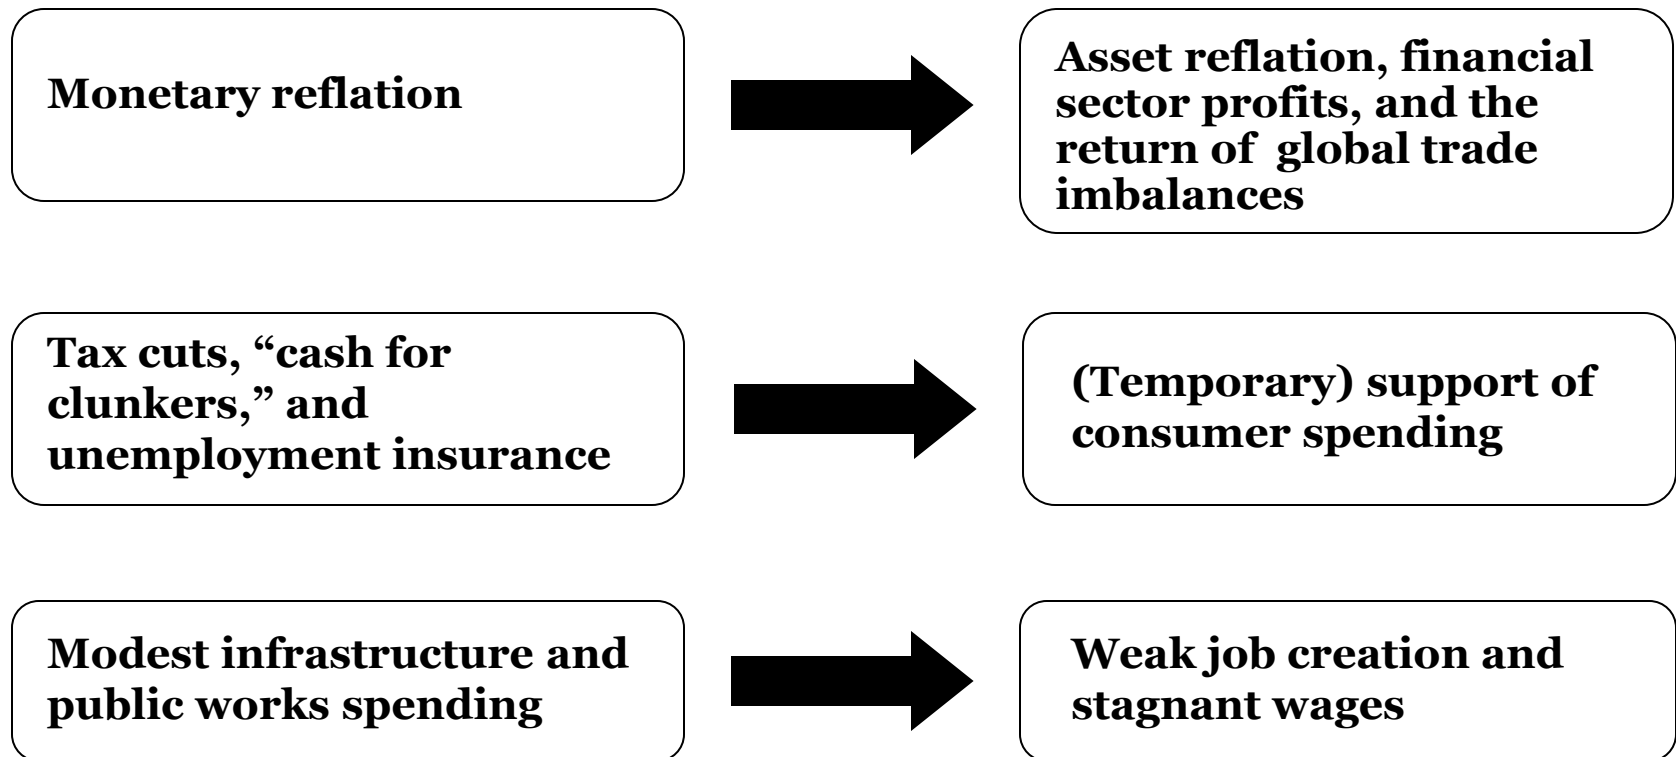 Monetary reflation
Asset reflation, financial
sector profits, and the
return of  global trade
imbalances
Tax cuts, “cash for
clunkers,” and
unemployment insurance
(Temporary) support of
consumer spending
Modest infrastructure and
public works spending
Weak job creation and
stagnant wages